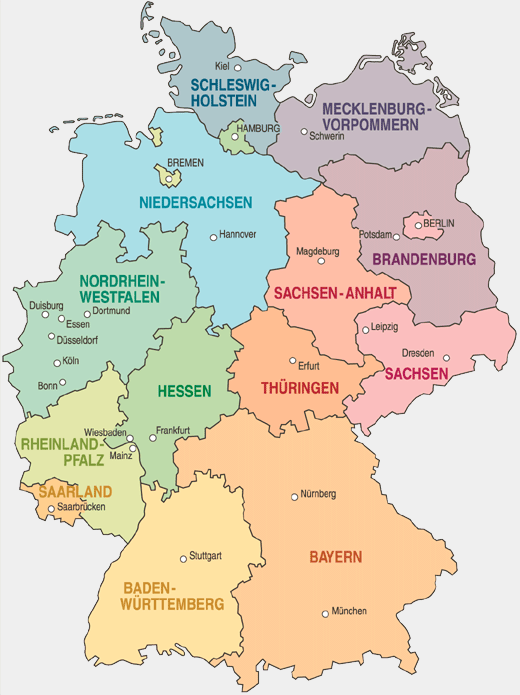 Kiel
SCHLESWIG-
HOLSTEIN
MECKLENBURG-
VORPOMMERN
HAMBURG
Schwerin
BREMEN
NIEDERSACHSEN
BERLIN
Potsdam
Hannover
Magdeburg
BRANDENBURG
NORDRHEIN-
WESTFALEN
SACHSEN-ANHALT
Duisburg
Dortmund
Essen
Düsseldorf
Leipzig
Dresden
Köln
Erfurt
SACHSEN
Bonn
HESSEN
THÜRINGEN
Wiesbaden
Frankfurt
RHEINLAND-
PFALZ
Mainz
SAARLAND
Saarbrücken
Nürnberg
Stuttgart
BAYERN
BADEN-
WÜRTTEMBERG
München